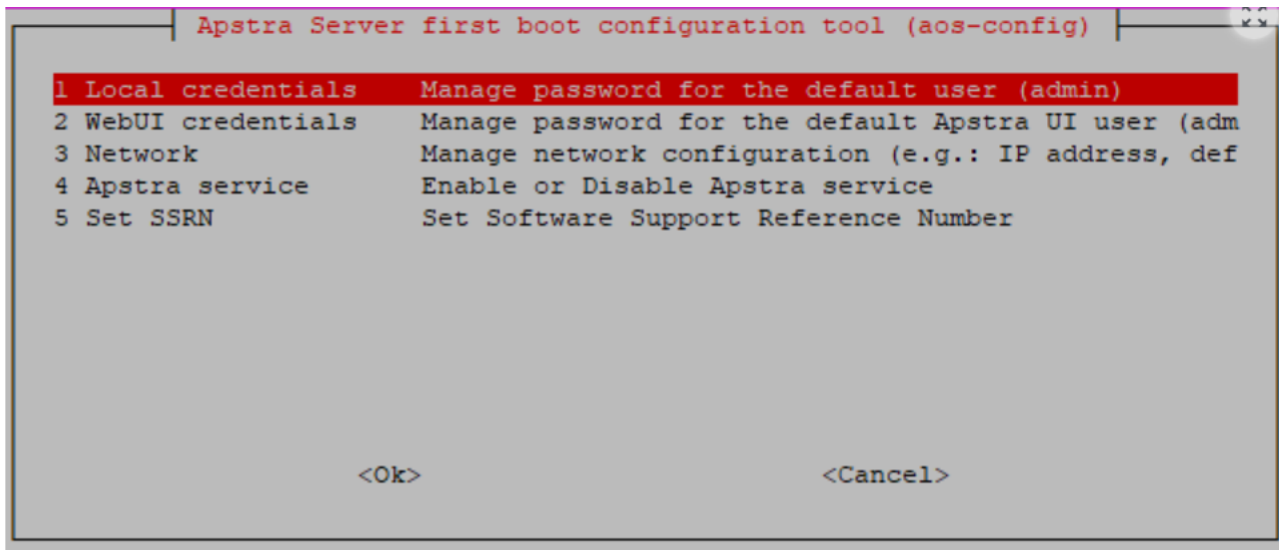 Apstra Server first boot configuration tool (aos-config)
1 Local credentials Manage password for the default user (admin)
2 WebUI credentials Manage password for the default Apstra UI user (adm
3 Network Manage network configuration (e.g.: IP address, def
4 Apstra service Enable or Disable Apstra service
5 Set SSRN Set Software Support Reference Number
<Ok> <Cancel>